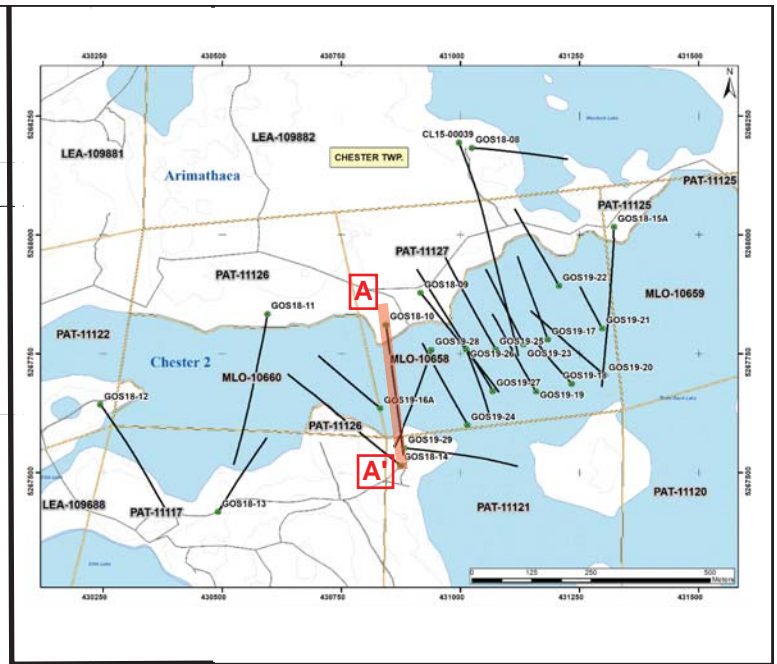 430250 430500 430750 431000 431250 431500
N
5268250
5268250
CL15-00039
GOS18-08
LEA-109882
LEA-109881
CHESTER TWP.
Arimathaea
PAT-11125
PAT-11125
GOS18-15A
5268000
5268000
PAT-11127
PAT-11126
GOS18-09
GOS19-22
MLO-10659
A
GOS18-11
GOS18-10
GOS19-21
GOS19-17
PAT-11122
GOS19-28
GOS19-25
GOS19-26
GOS19-23
5267750
5267750
Chester 2
MLO-10658
MLO-10660
GOS19-20
GOS19-18
GOS19-27
GOS19-19
GOS18-12
GOS19-16A
GOS19-24
PAT-11126
GOS19-29
GOS18-14
A'
5267500
5267500
LEA-109688
PAT-11117
GOS18-13
PAT-11121
PAT-11120
0 125 250 500
Meters
430250 430500 430750 431000 431250 431500